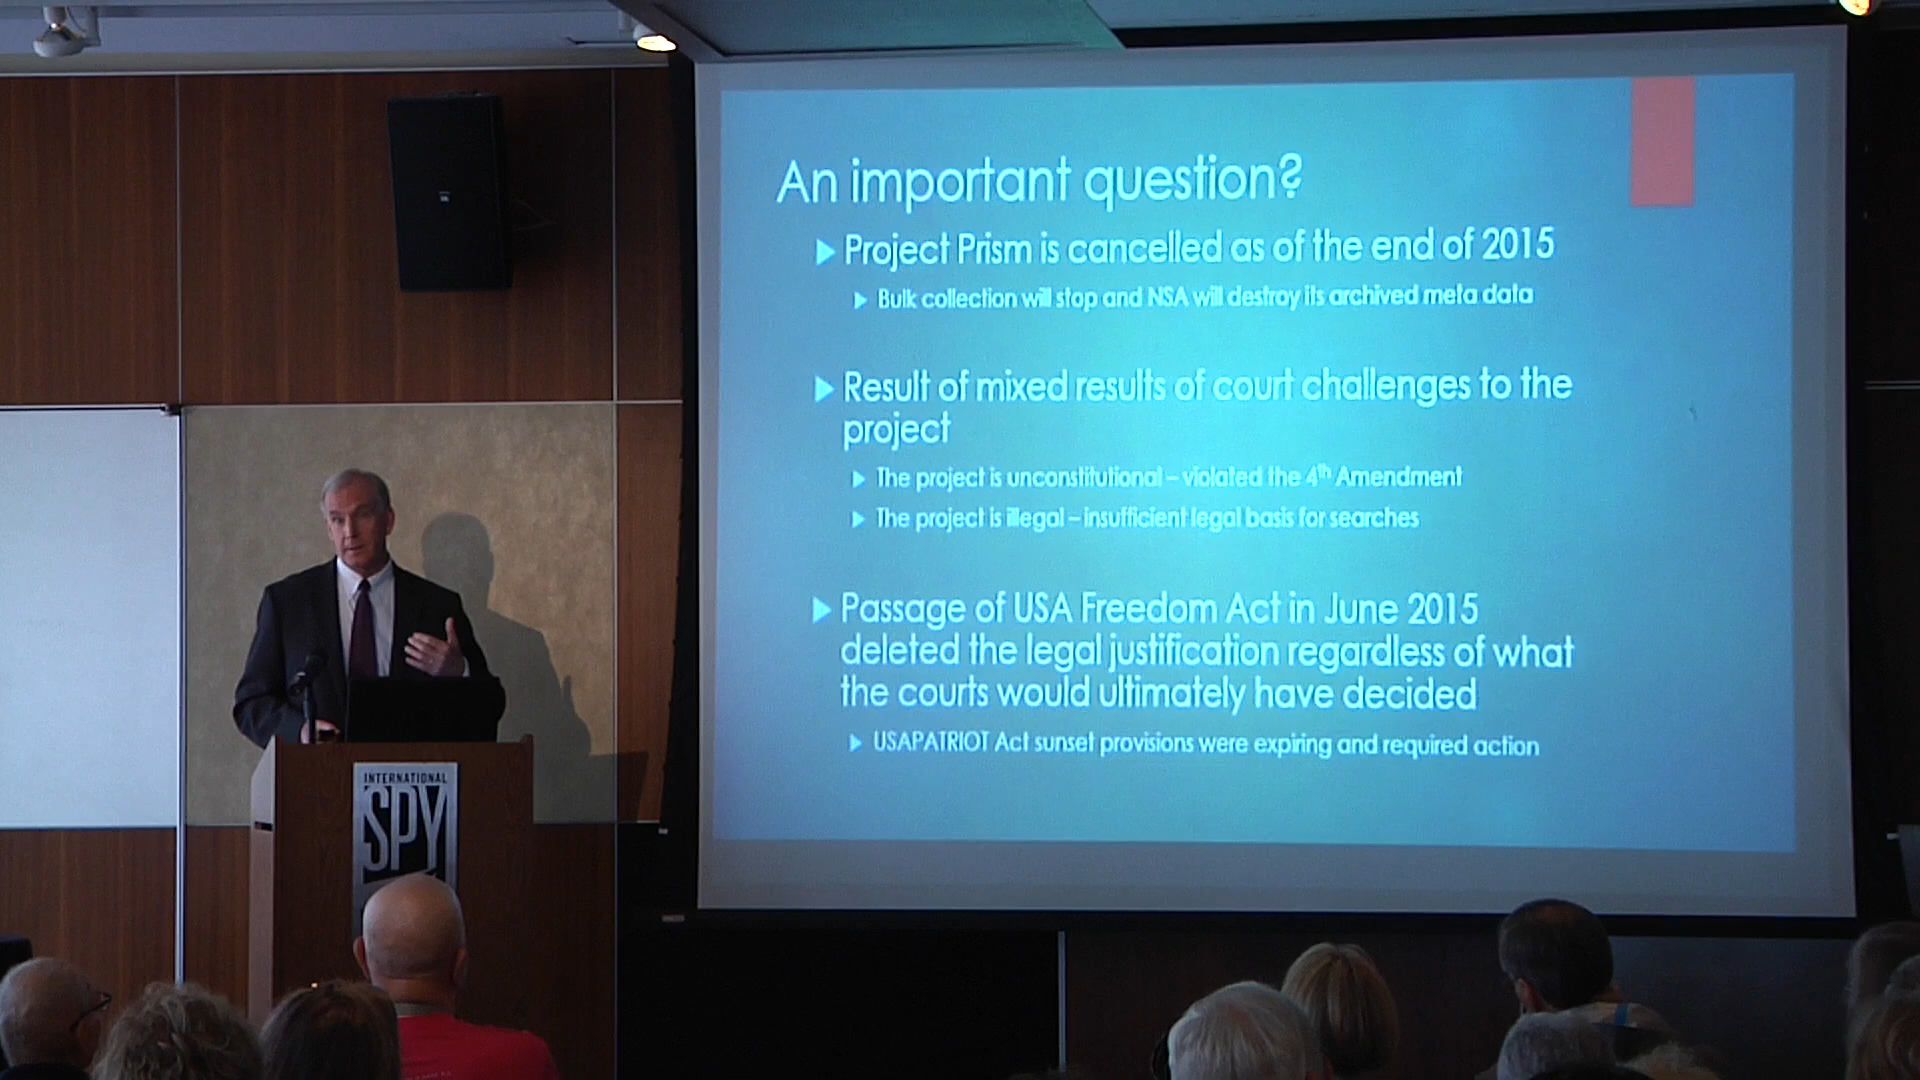 An important question?
Project Prism is cancelled as of the end of 2015
Bulk collection will stop and NSA will destroy its archived meta data
Result of mixed results of court challenges to the
project
The project is unconstitutional – violated the 4th Amendment
The project is illegal – insufficient legal basis for searches
Passage of USA Freedom Act in June 2015
deleted the legal justification regardless of what
the courts would ultimately have decided
USAPATRIOT Act sunset provisions were expiring and required action
INTERNATIONAL
SPY